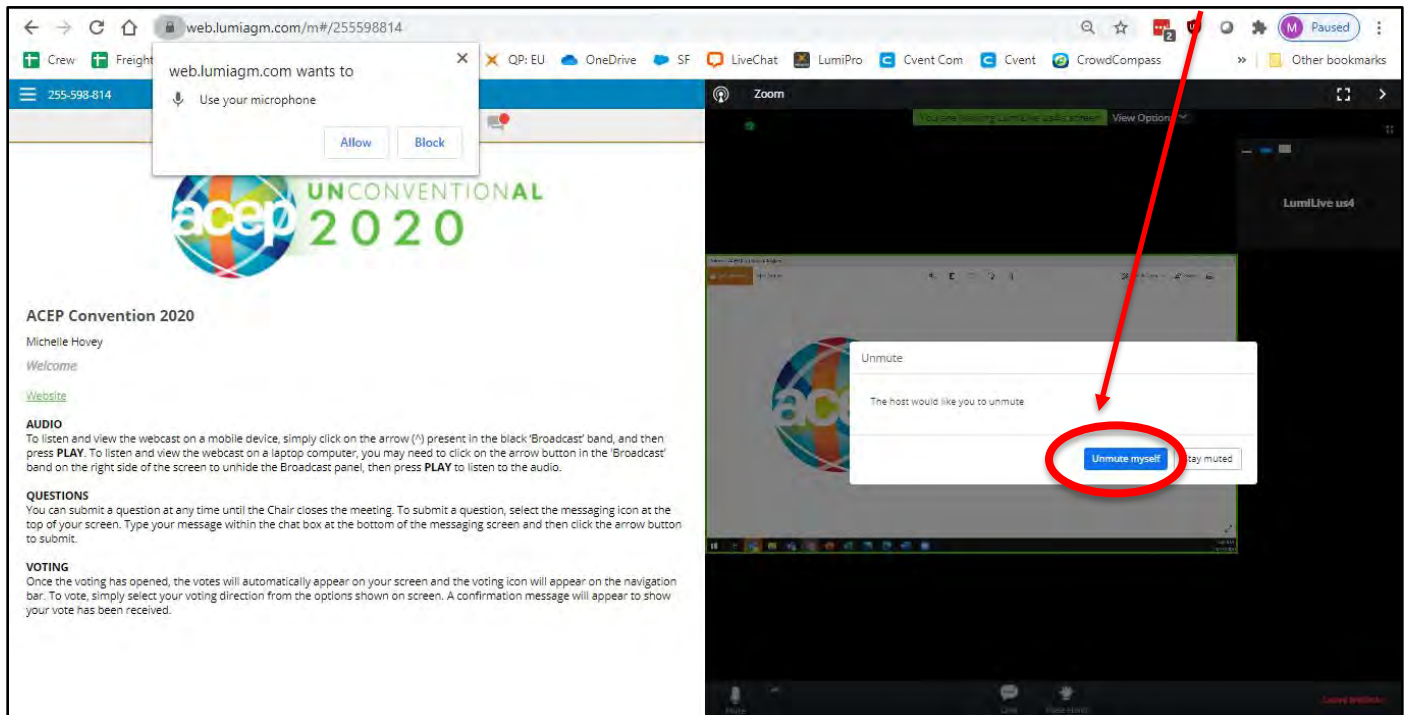 web.lumiagm.com/m#/255598814
2
M Paused
Crew
Freight
QP: EU
OneDrive
SF
LiveChat
LumiPro
Cvent Com
Cvent
CrowdCompass
»
Other bookmarks
web.lumiagm.com wants to
Use your microphone
Allow
Block
255-598-814
Zoom
View Option
LumiLive us4
acep
UNCONVENTIONAL
2020
ACEP Convention 2020
Michelle Hovey
Welcome
Website
AUDIO
To listen and view the webcast on a mobile device, simply click on the arrow (^) present in the black 'Broadcast' band, and then
press PLAY. To listen and view the webcast on a laptop computer, you may need to click on the arrow button in the 'Broadcast'
band on the right side of the screen to unhide the Broadcast panel, then press PLAY to listen to the audio.
QUESTIONS
You can submit a question at any time until the Chair closes the meeting. To submit a question, select the messaging icon at the
top of your screen. Type your message within the chat box at the bottom of the messaging screen and then click the arrow button
to submit.
VOTING
Once the voting has opened, the votes will automatically appear on your screen and the voting icon will appear on the navigation
bar. To vote, simply select your voting direction from the options shown on screen. A confirmation message will appear to show
your vote has been received.
Unmute
The host would like you to unmute
Unmute myself
tay muted
Mute